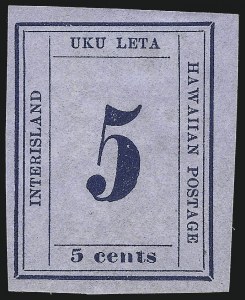 UKU LETA
INTERISLAND
HAWAIIAN POSTAGE
5
5 cents